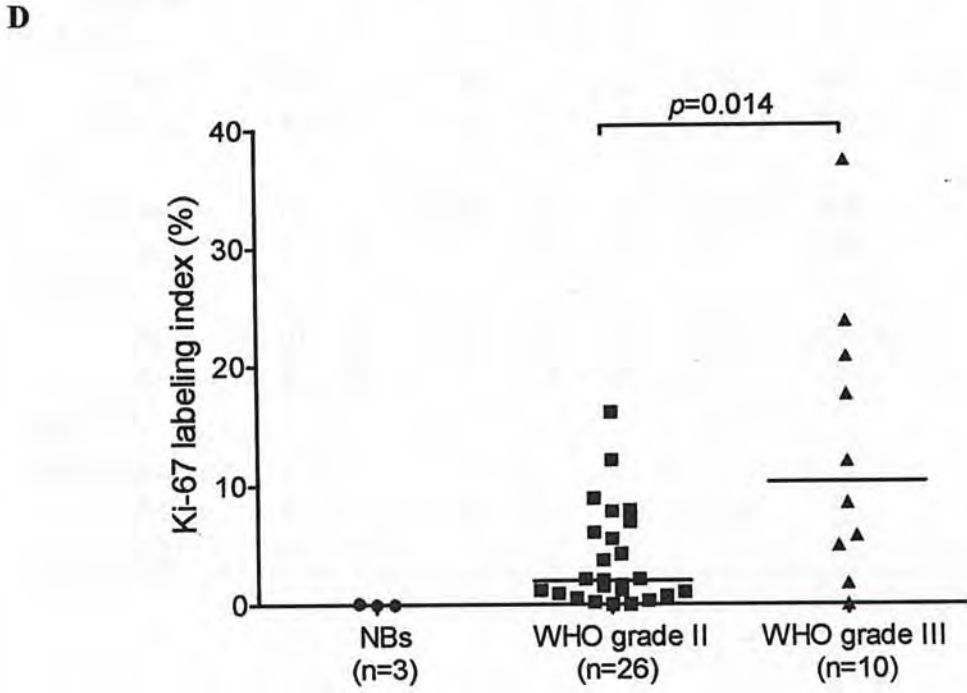 D
p=0.014
40
30
20
10
0
Ki-67 labeling index (%)
NBs
(n=3)
WHO grade II
(n=26)
WHO grade III
(n=10)